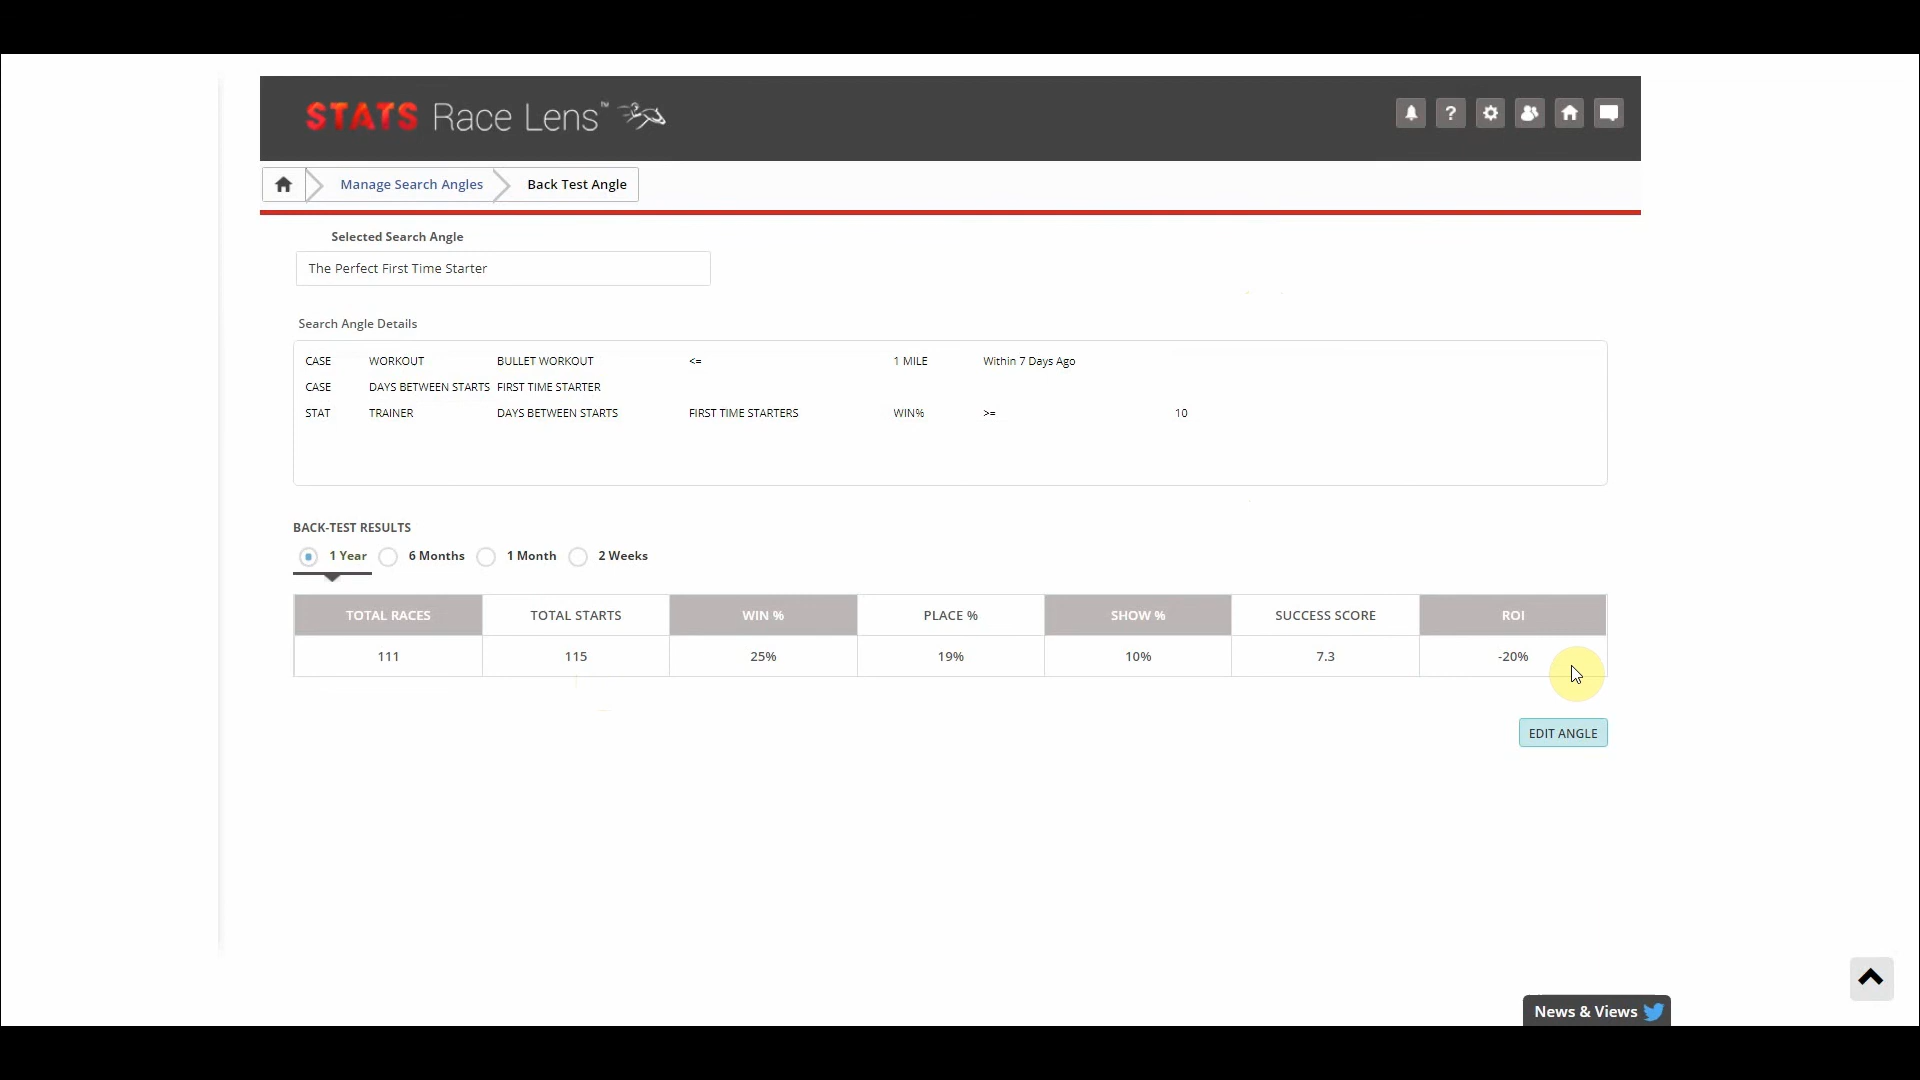 STATS Race Lens™
?
Manage Search Angles Back Test Angle
Selected Search Angle
The Perfect First Time Starter
Search Angle Details
CASE WORKOUT BULLET WORKOUT <= 1 MILE Within 7 Days Ago
CASE DAYS BETWEEN STARTS FIRST TIME STARTER
STAT TRAINER DAYS BETWEEN STARTS FIRST TIME STARTERS WIN% >= 10
BACK-TEST RESULTS
1 Year 6 Months 1 Month 2 Weeks
TOTAL RACES TOTAL STARTS WIN % PLACE % SHOW % SUCCESS SCORE ROI
111 115 25% 19% 10% 7.3 -20%
EDIT ANGLE
News & Views